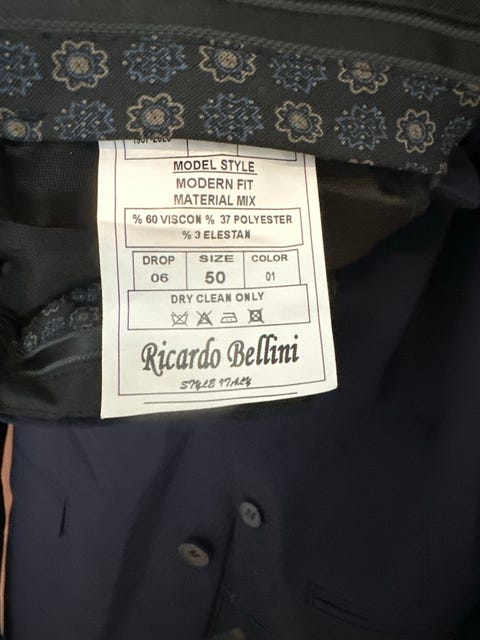 MODEL STYLE
MODERN FIT
MATERIAL MIX
% 60 VISCON % 37 POLYESTER
% 3 ELESTAN
DROP SIZE COLOR
06 50 01
DRY CLEAN ONLY
Ricardo Bellini
STYLE ITALY